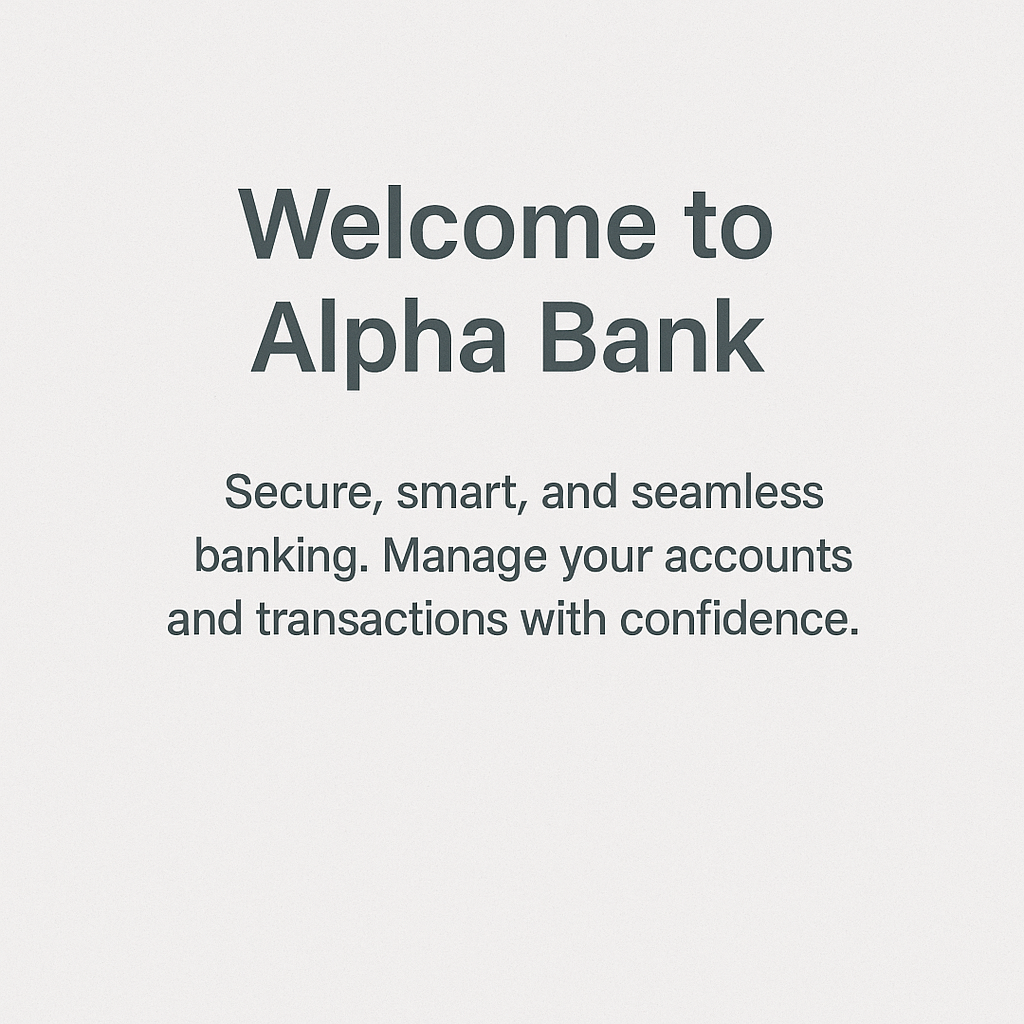 Welcome to
Alpha Bank
Secure, smart, and seamless
banking. Manage your accounts
and transactions with confidence.